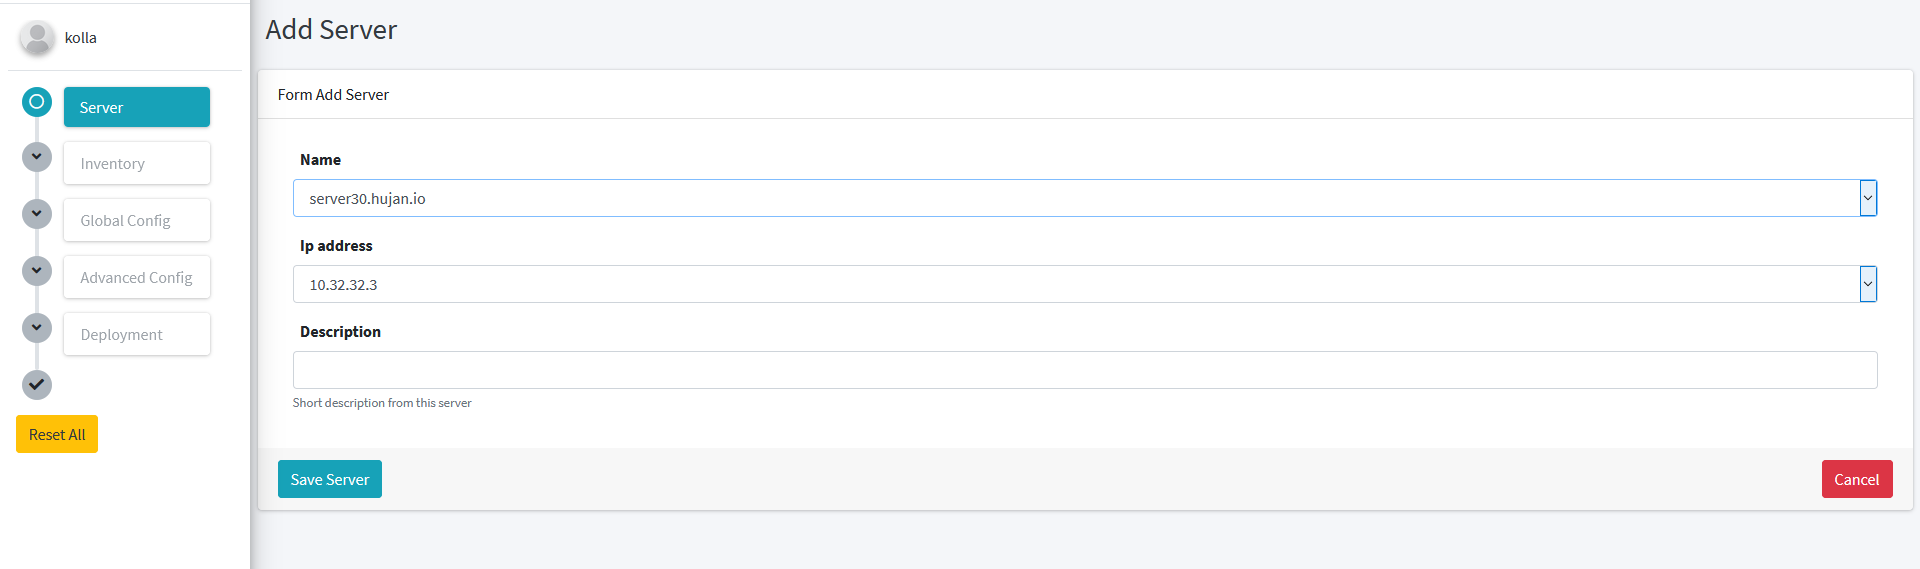 kolla
Server
Inventory
Global Config
Advanced Config
Deployment
Reset All
Add Server
Form Add Server
Name
server30.hujan.io
Ip address
10.32.32.3
Description
Short description from this server
Save Server
Cancel